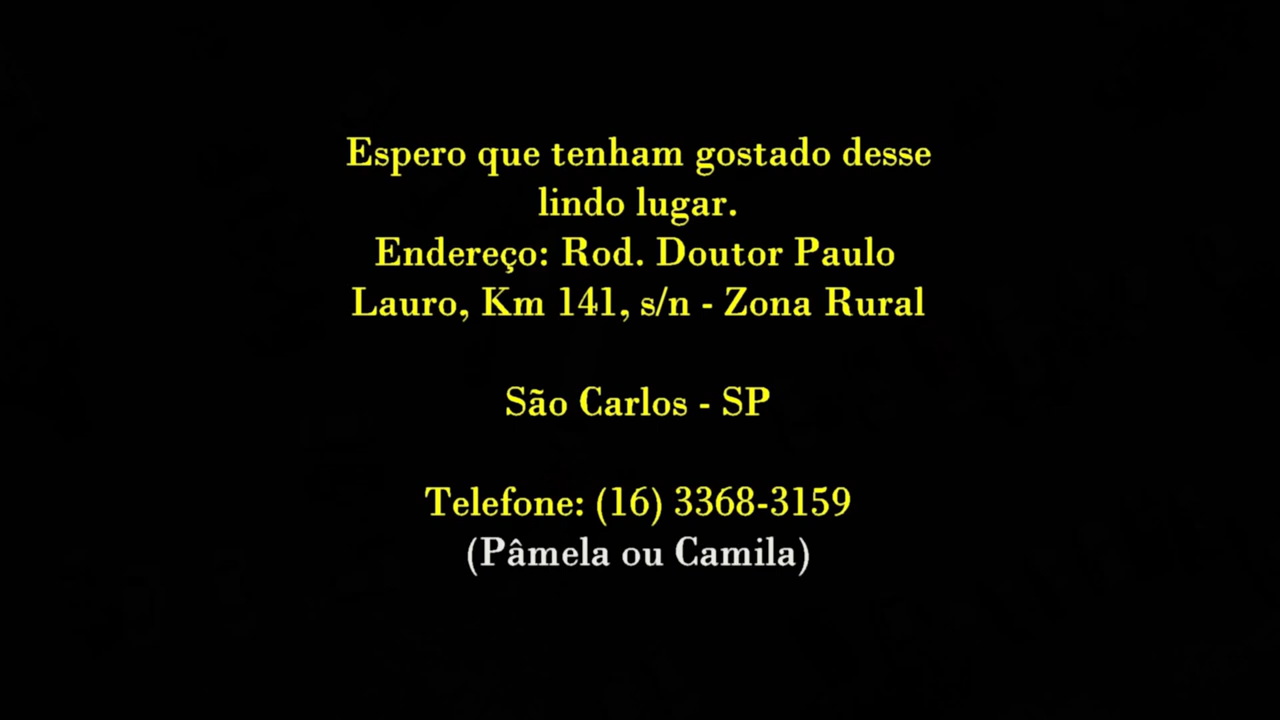 Espero que tenham gostado desse
lindo lugar.
Endereço: Rod. Doutor Paulo
Lauro, Km 141, s/n - Zona Rural
São Carlos - SP
Telefone: (16) 3368-3159
(Pâmela ou Camila)